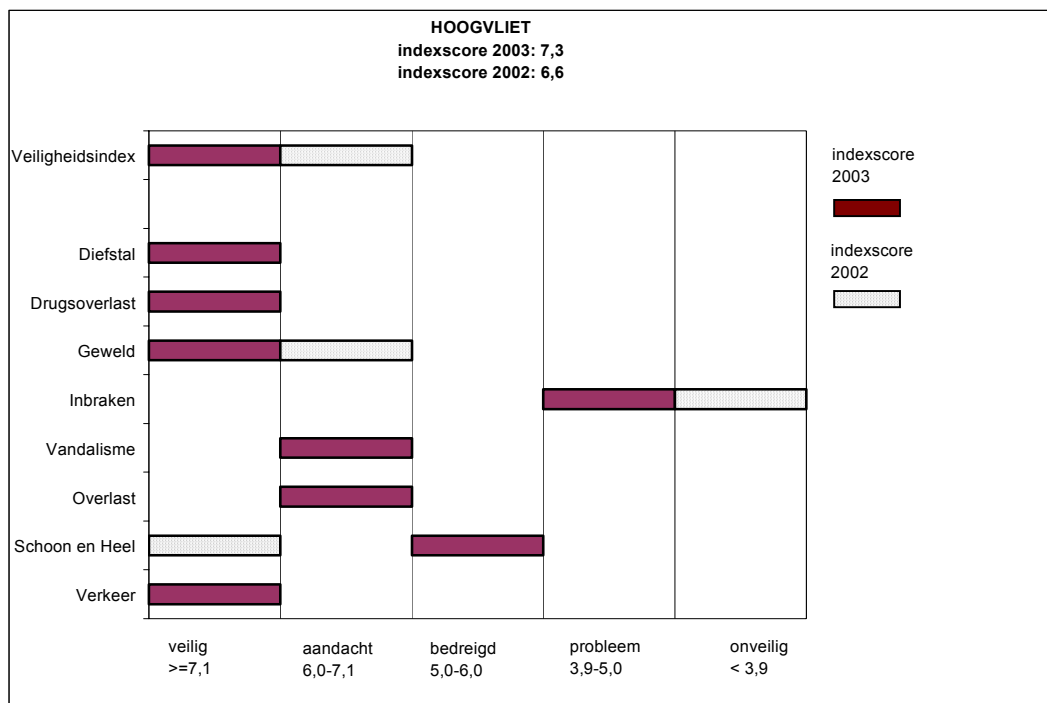 HOOGVLIET
indexscore 2003: 7,3
indexscore 2002: 6,6
Veiligheidsindex
Diefstal
Drugsoverlast
Geweld
Inbraken
Vandalisme
Overlast
Schoon en Heel
Verkeer
indexscore
2003
indexscore
2002
veilig
>=7,1
aandacht
6,0-7,1
bedreigd
5,0-6,0
probleem
3,9-5,0
onveilig
< 3,9